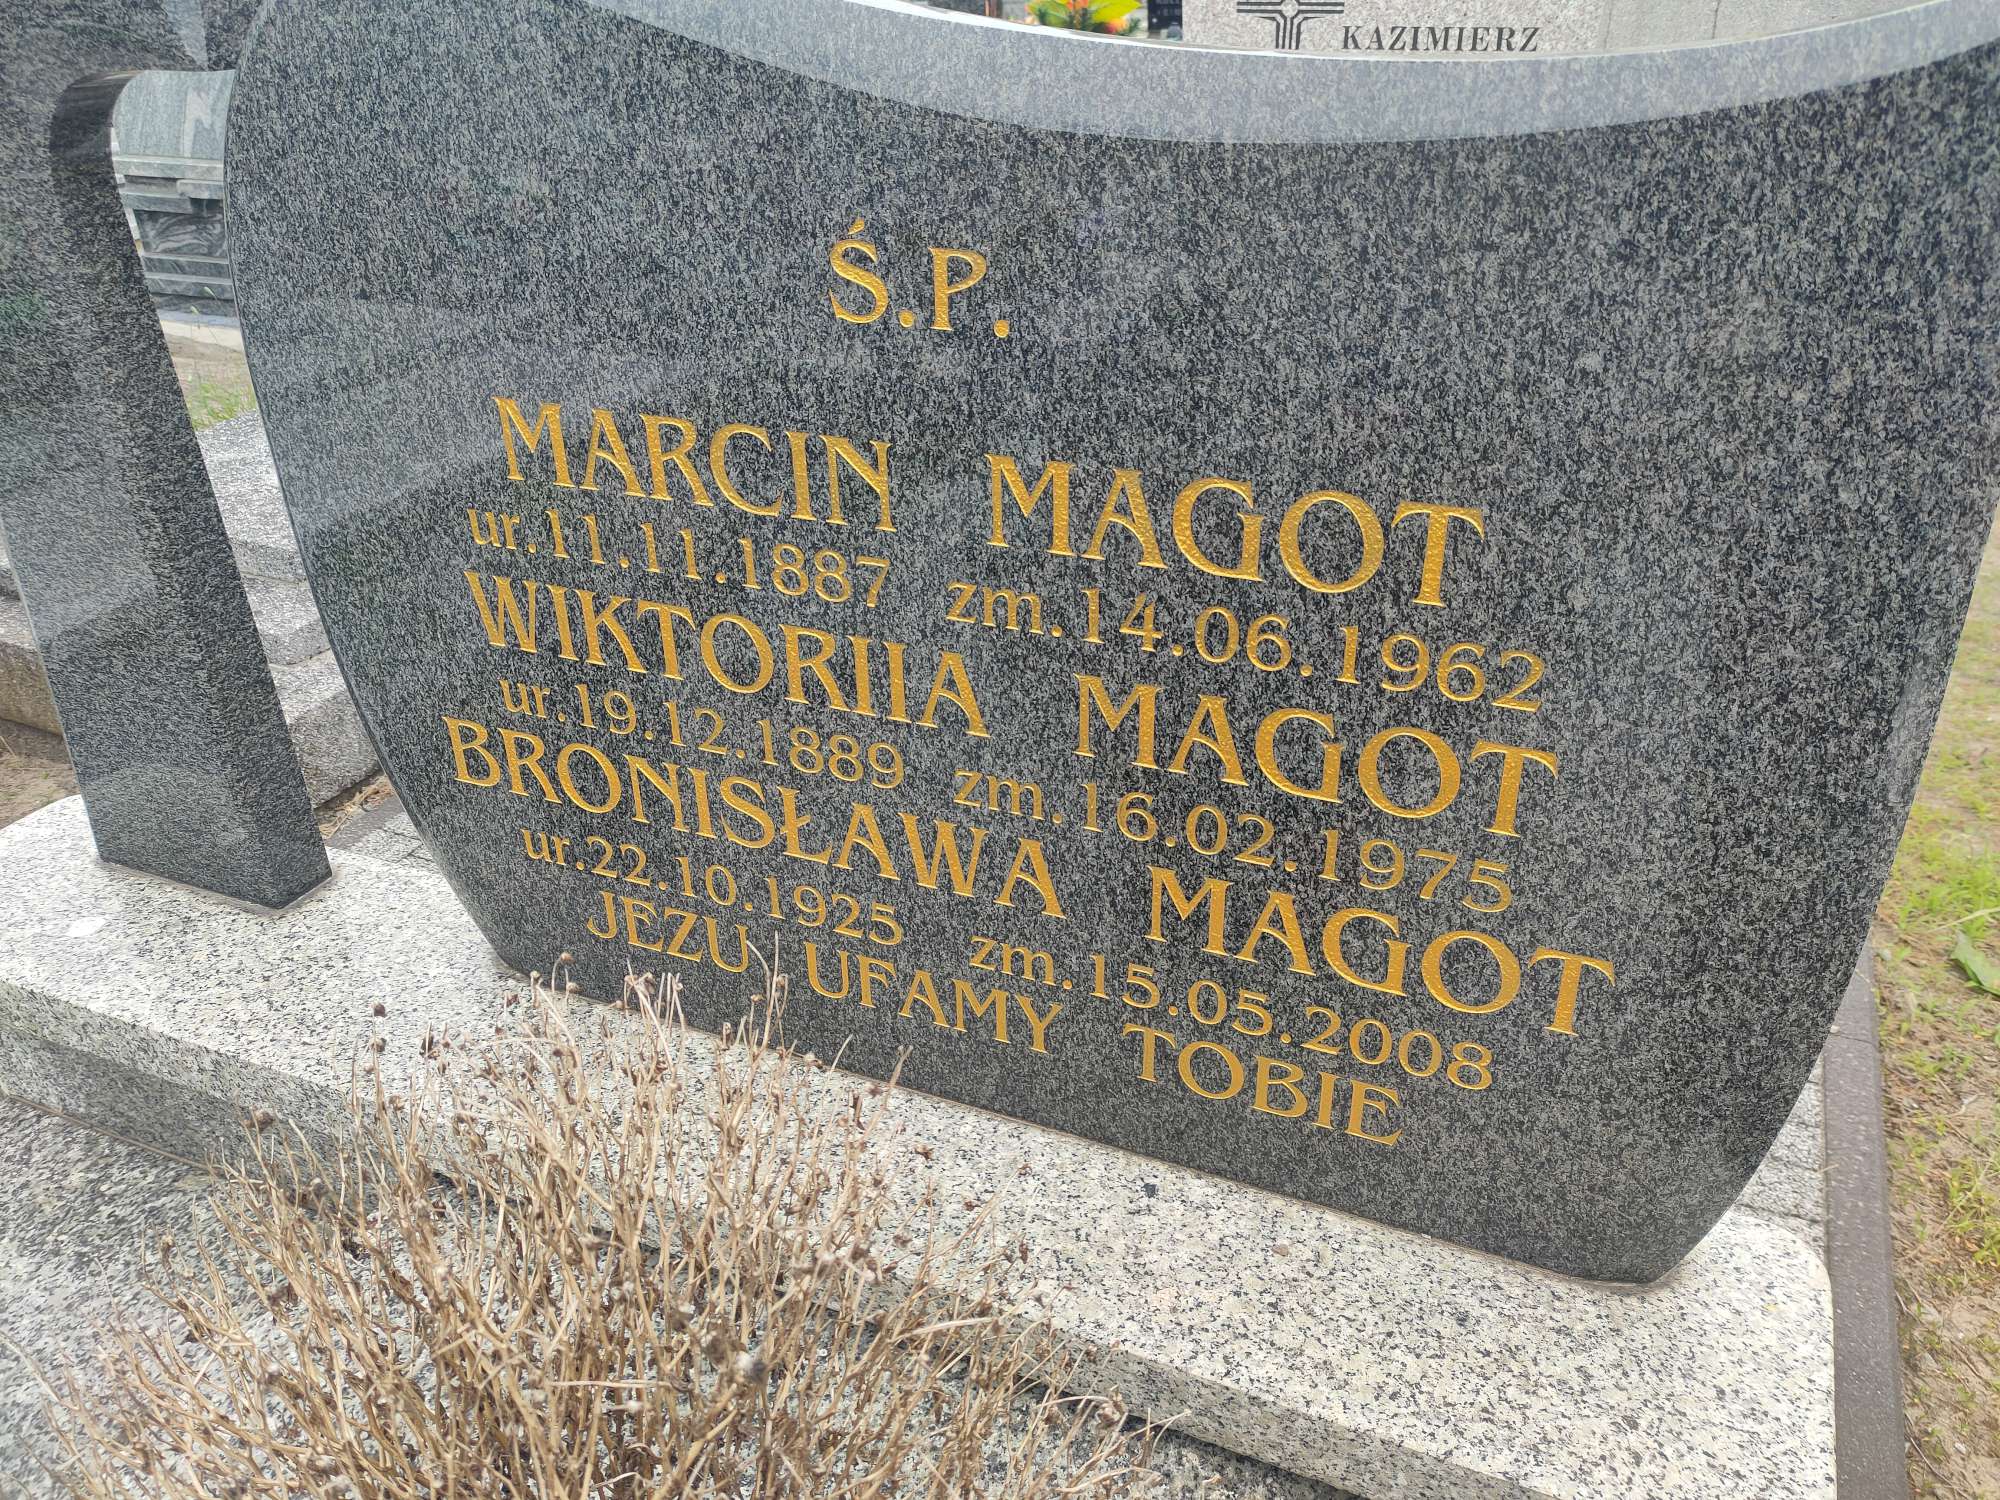 KAZIMIERZ
Ś.P.
MARCIN MAGOT
ur.11.11.1887 zm.14.06.1962
WIKTORIIA MAGOT
ur.19.12.1889 zm.16.02.1975
BRONISŁAWA MAGOT
ur.22.10.1925 zm.15.05.2008
JEZU UFAMY TOBIE